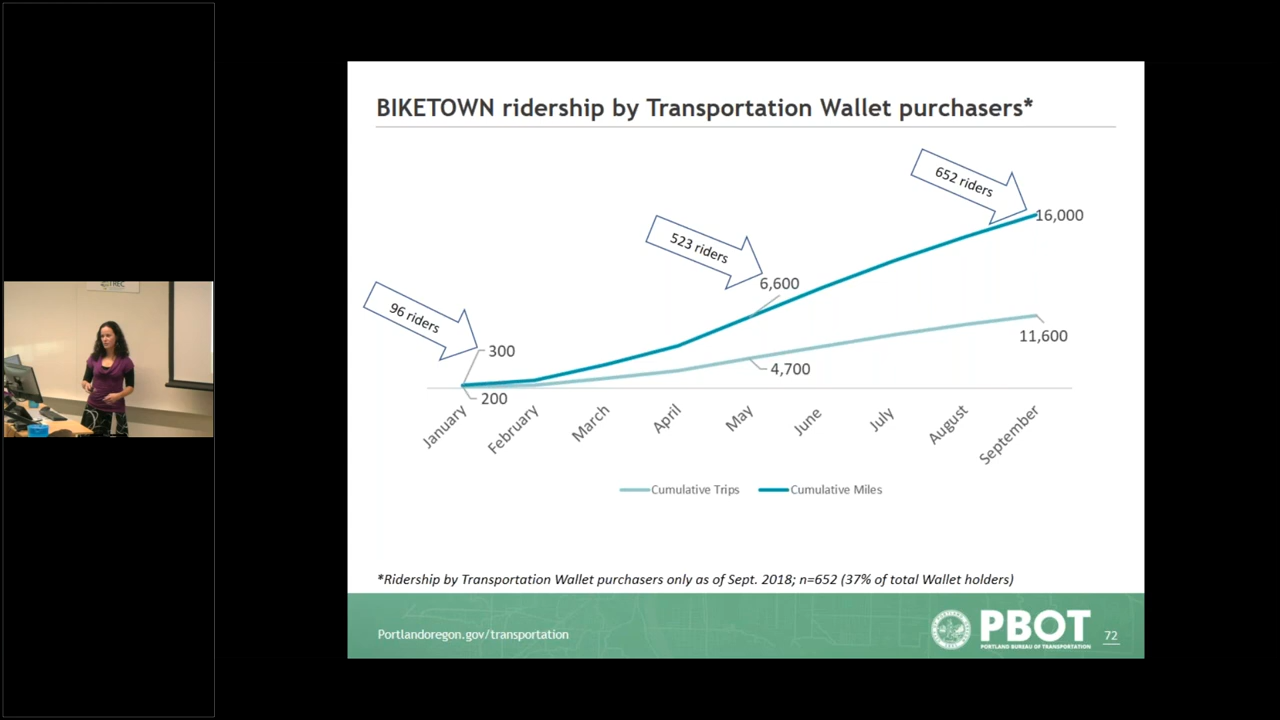 BIKETOWN ridership by Transportation Wallet purchasers*
652 riders
16,000
523 riders
6,600
96 riders
300
11,600
4,700
200
January
February
March
April
May
June
July
August
September
Cumulative Trips
Cumulative Miles
*Ridership by Transportation Wallet purchasers only as of Sept. 2018; n=652 (37% of total Wallet holders)
Portlandoregon.gov/transportation
PBOT
PORTLAND BUREAU OF TRANSPORTATION
72
TREC